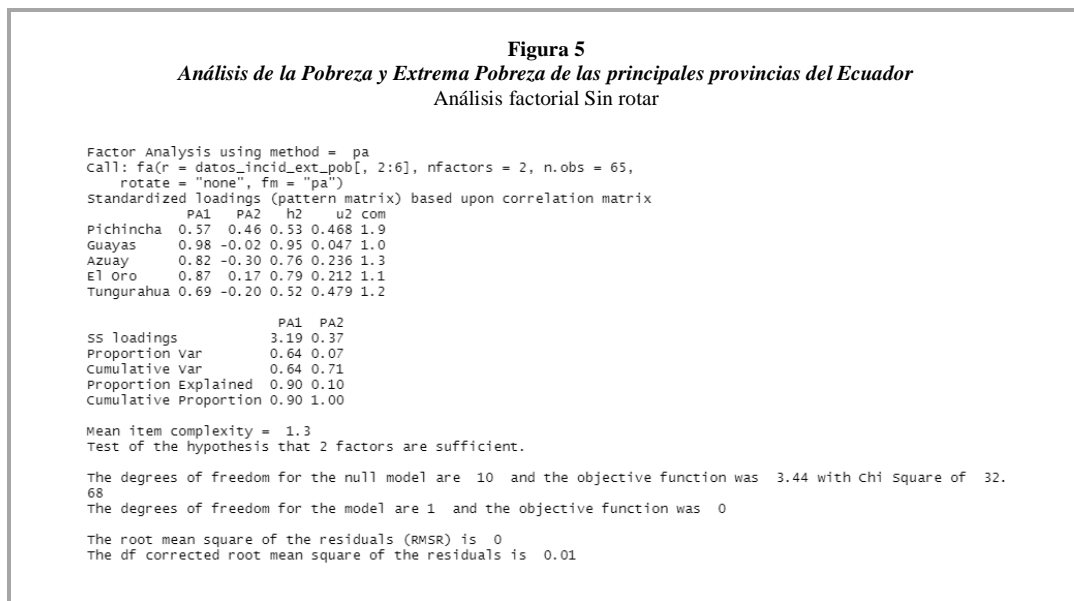 Figura 5
Análisis de la Pobreza y Extrema Pobreza de las principales provincias del Ecuador
Análisis factorial Sin rotar
Factor Analysis using method =  pa
Call: fa(r = datos_incid_ext_pob[, 2:6], nfactors = 2, n.obs = 65,
    rotate = "none", fm = "pa")
Standardized loadings (pattern matrix) based upon correlation matrix
           PA1   PA2   h2    u2 com
Pichincha 0.57  0.46 0.53 0.468 1.9
Guayas    0.98 -0.02 0.95 0.047 1.0
Azuay     0.82 -0.30 0.76 0.236 1.3
El Oro    0.87  0.17 0.79 0.212 1.1
Tungurahua 0.69 -0.20 0.52 0.479 1.2
                       PA1  PA2
SS loadings           3.19 0.37
Proportion Var        0.64 0.07
Cumulative Var        0.64 0.71
Proportion Explained  0.90 0.10
Cumulative Proportion 0.90 1.00
Mean item complexity =  1.3
Test of the hypothesis that 2 factors are sufficient.
The degrees of freedom for the null model are  10  and the objective function was  3.44 with Chi Square of  32.
68
The degrees of freedom for the model are 1  and the objective function was  0
The root mean square of the residuals (RMSR) is  0
The df corrected root mean square of the residuals is  0.01